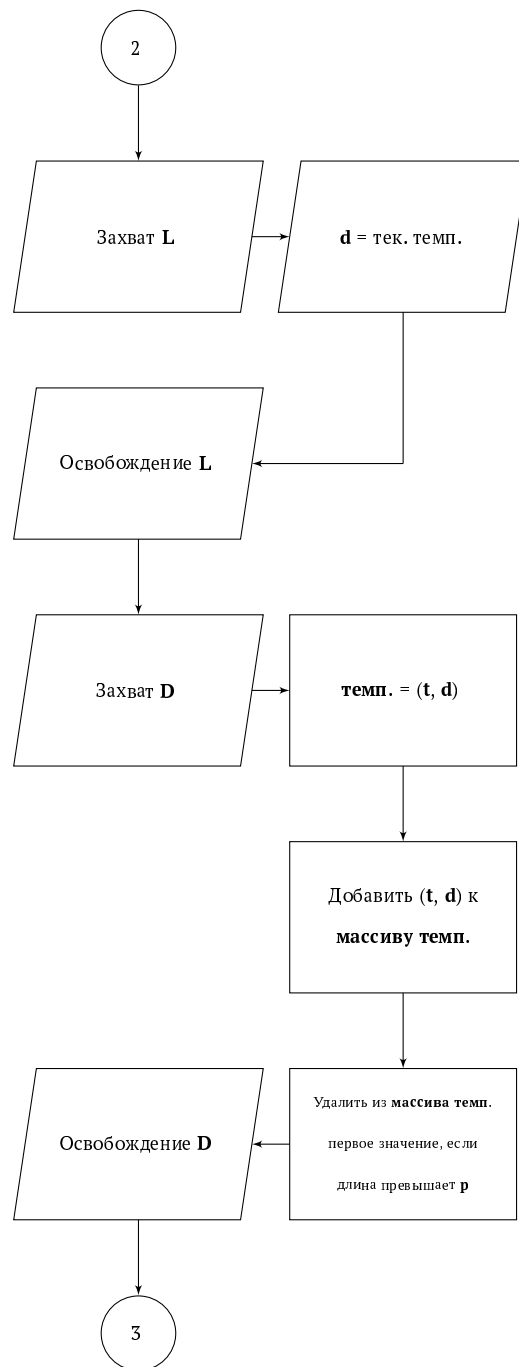 2
Захват L
d = тек. темп.
Освобождение L
Захват D
темп. = (t, d)
Добавить (t, d) к
массиву темп.
Удалить из массива темп.
первое значение, если
длина превышает p
Освобождение D
3